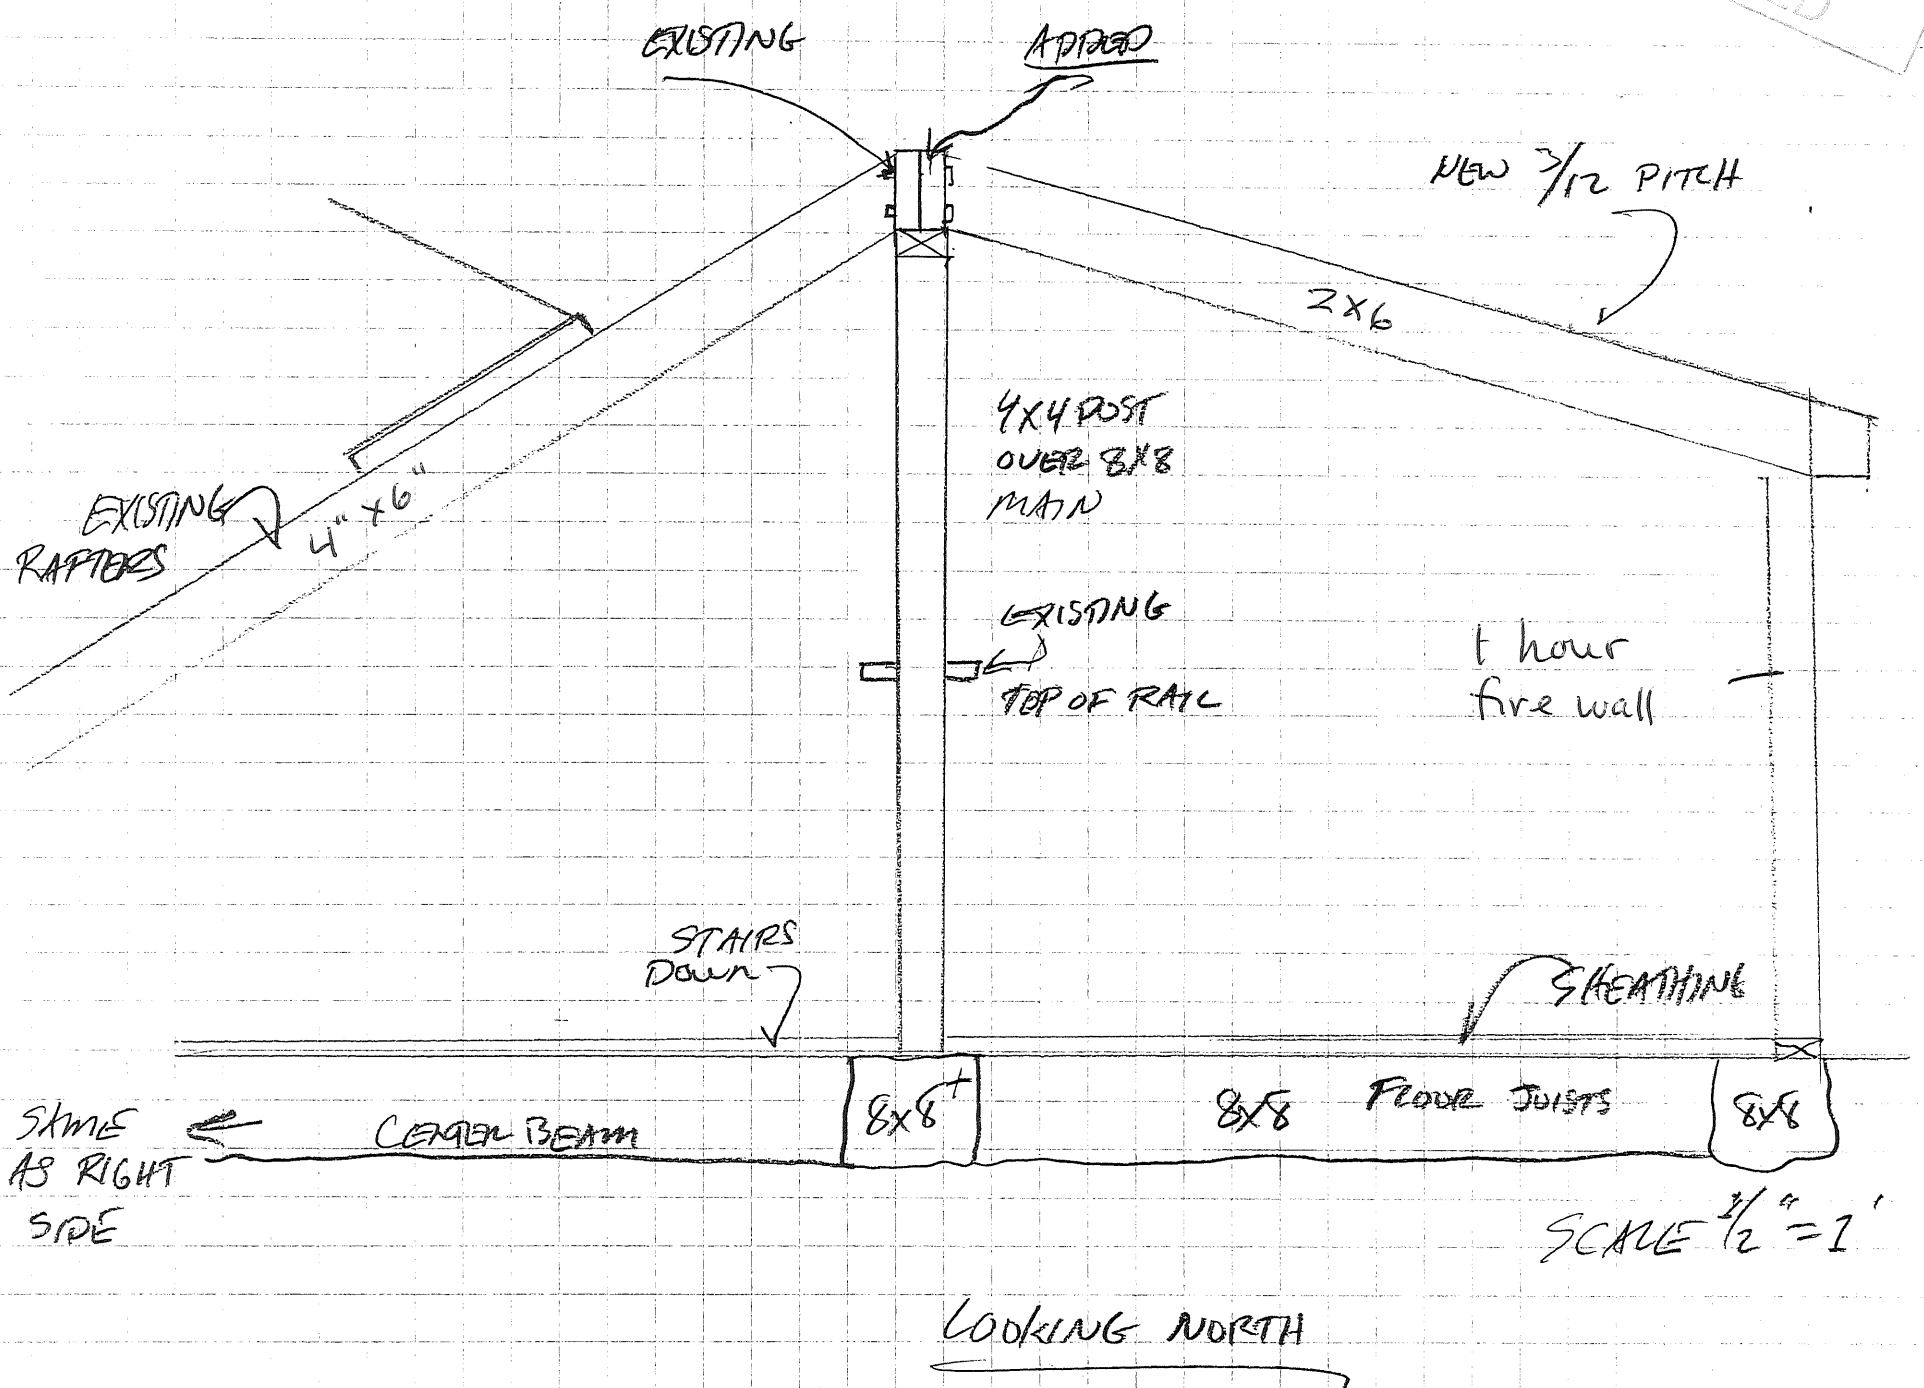 EXISTING
ADDED
NEW 3/12 PITCH
2X6
4X4 POST
OVER 8X8
MAIN
EXISTING
RAFTERS
4" X6"
EXISTING
TOP OF RAIL
1 hour
fire wall
STAIRS
DOWN
SHEATHING
8x8
8x8
FLOOR JOISTS
8x8
CENTER BEAM
SAME
AS RIGHT
SIDE
SCALE 1/2" = 1'
LOOKING NORTH